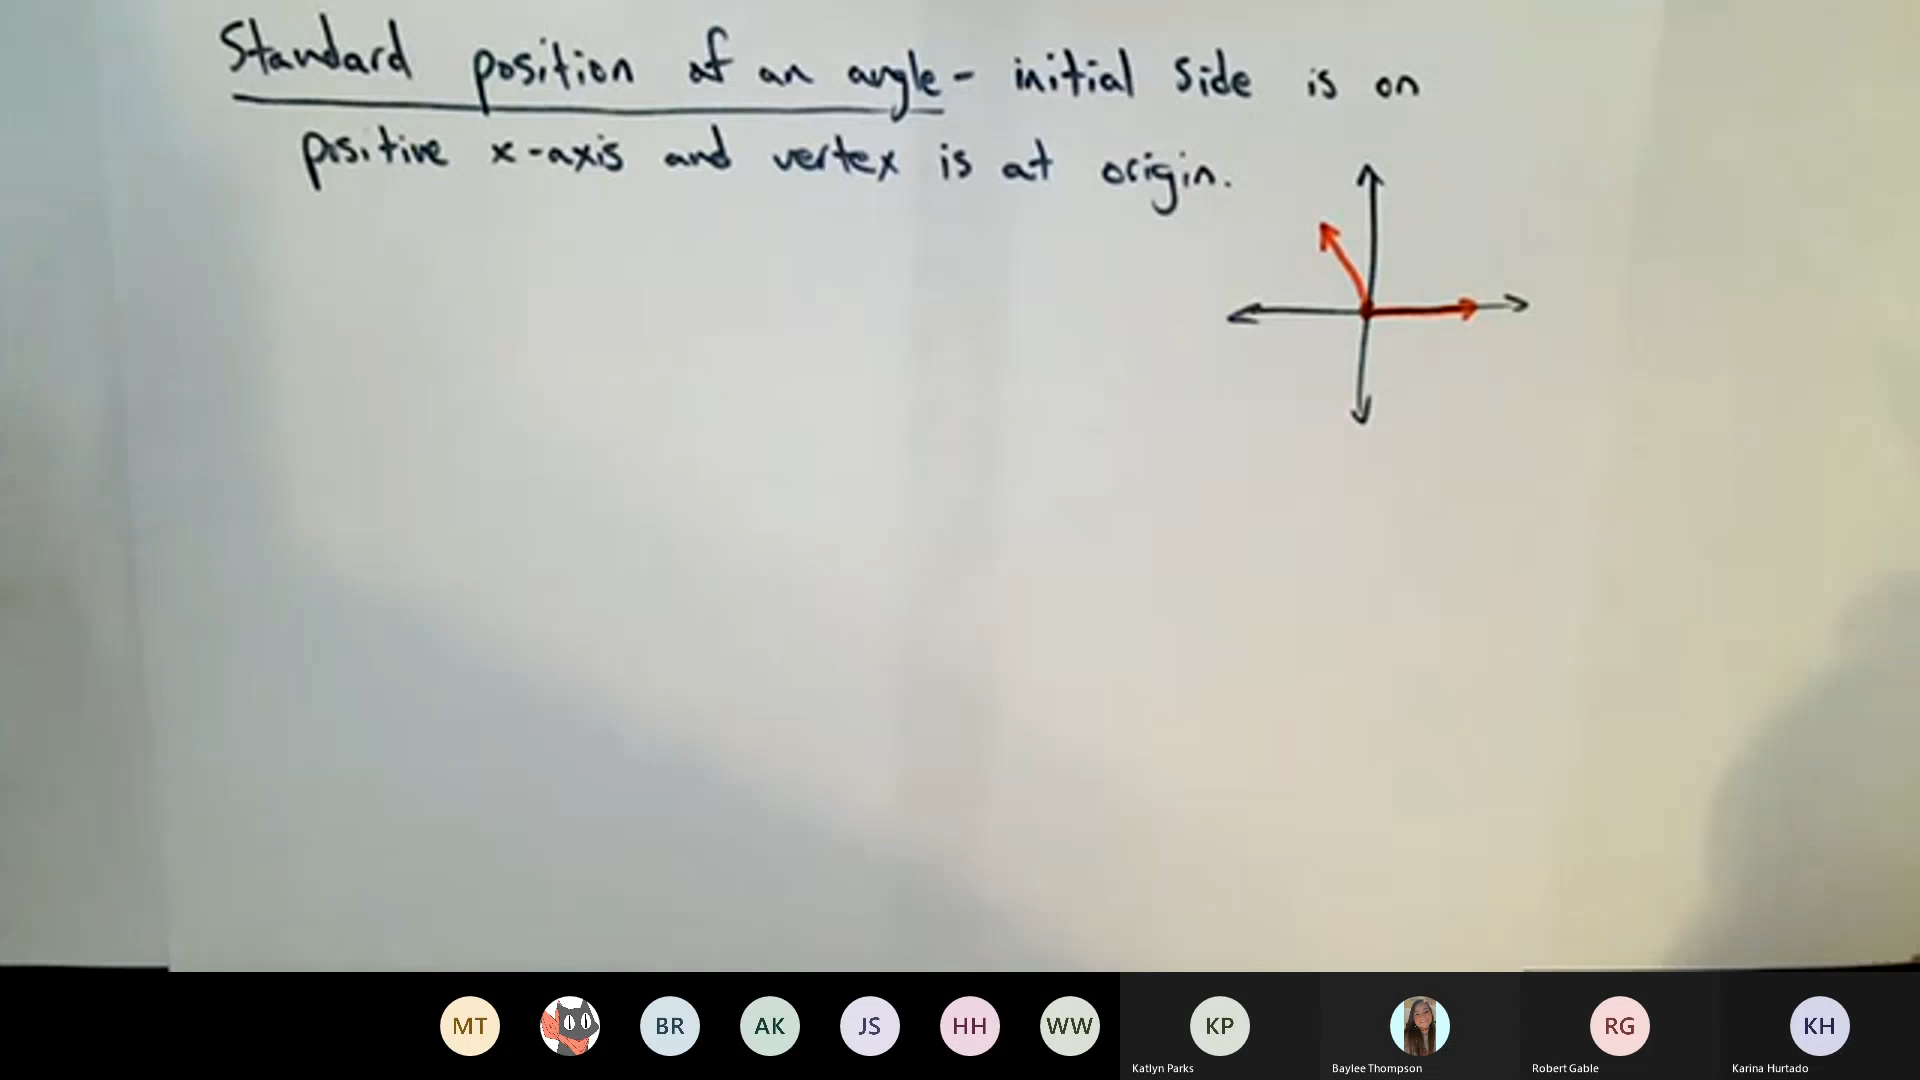 Standard position of an angle - initial side is on
positive x-axis and vertex is at origin.
MT
BR
AK
JS
HH
WW
KP
RG
KH
Katlyn Parks
Baylee Thompson
Robert Gable
Karina Hurtado